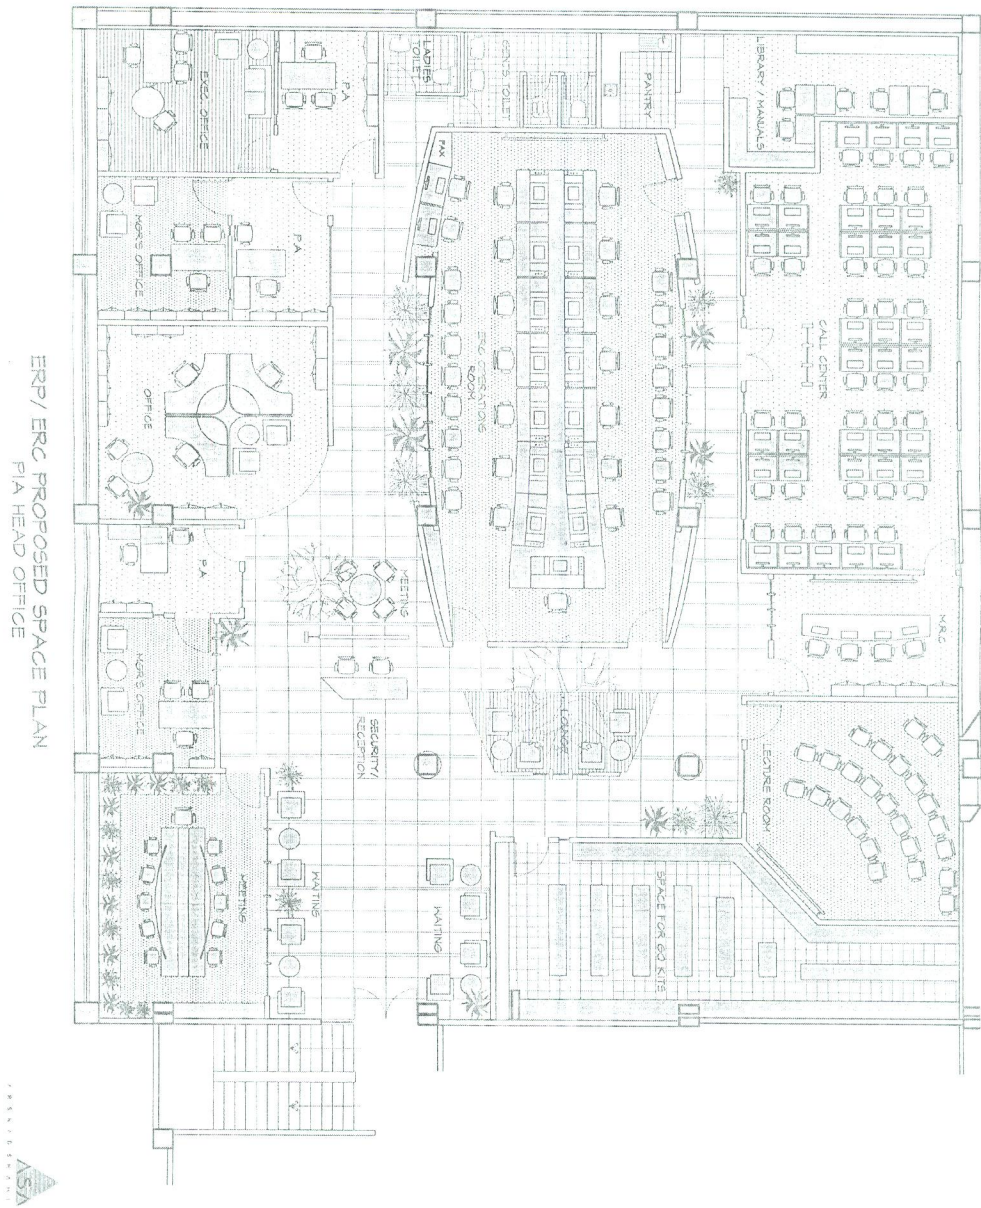 LIBRARY / MANUALS
PANTRY
GENTS TOILET
LADIES
TOILET
P.A
EXEC. OFFICE
FAX
P.A
MGR'S OFFICE
CALL CENTER
ERC OPERATIONS
ROOM
OFFICE
M.R.C
MEETING
P.A
LOUNGE
SECURITY/
RECEPTION
MGR'S OFFICE
LECTURE ROOM
SPACE FOR GO KITS
WAITING
WAITING
MEETING
ERP/ ERC PROPOSED SPACE PLAN
PIA HEAD OFFICE
ASA